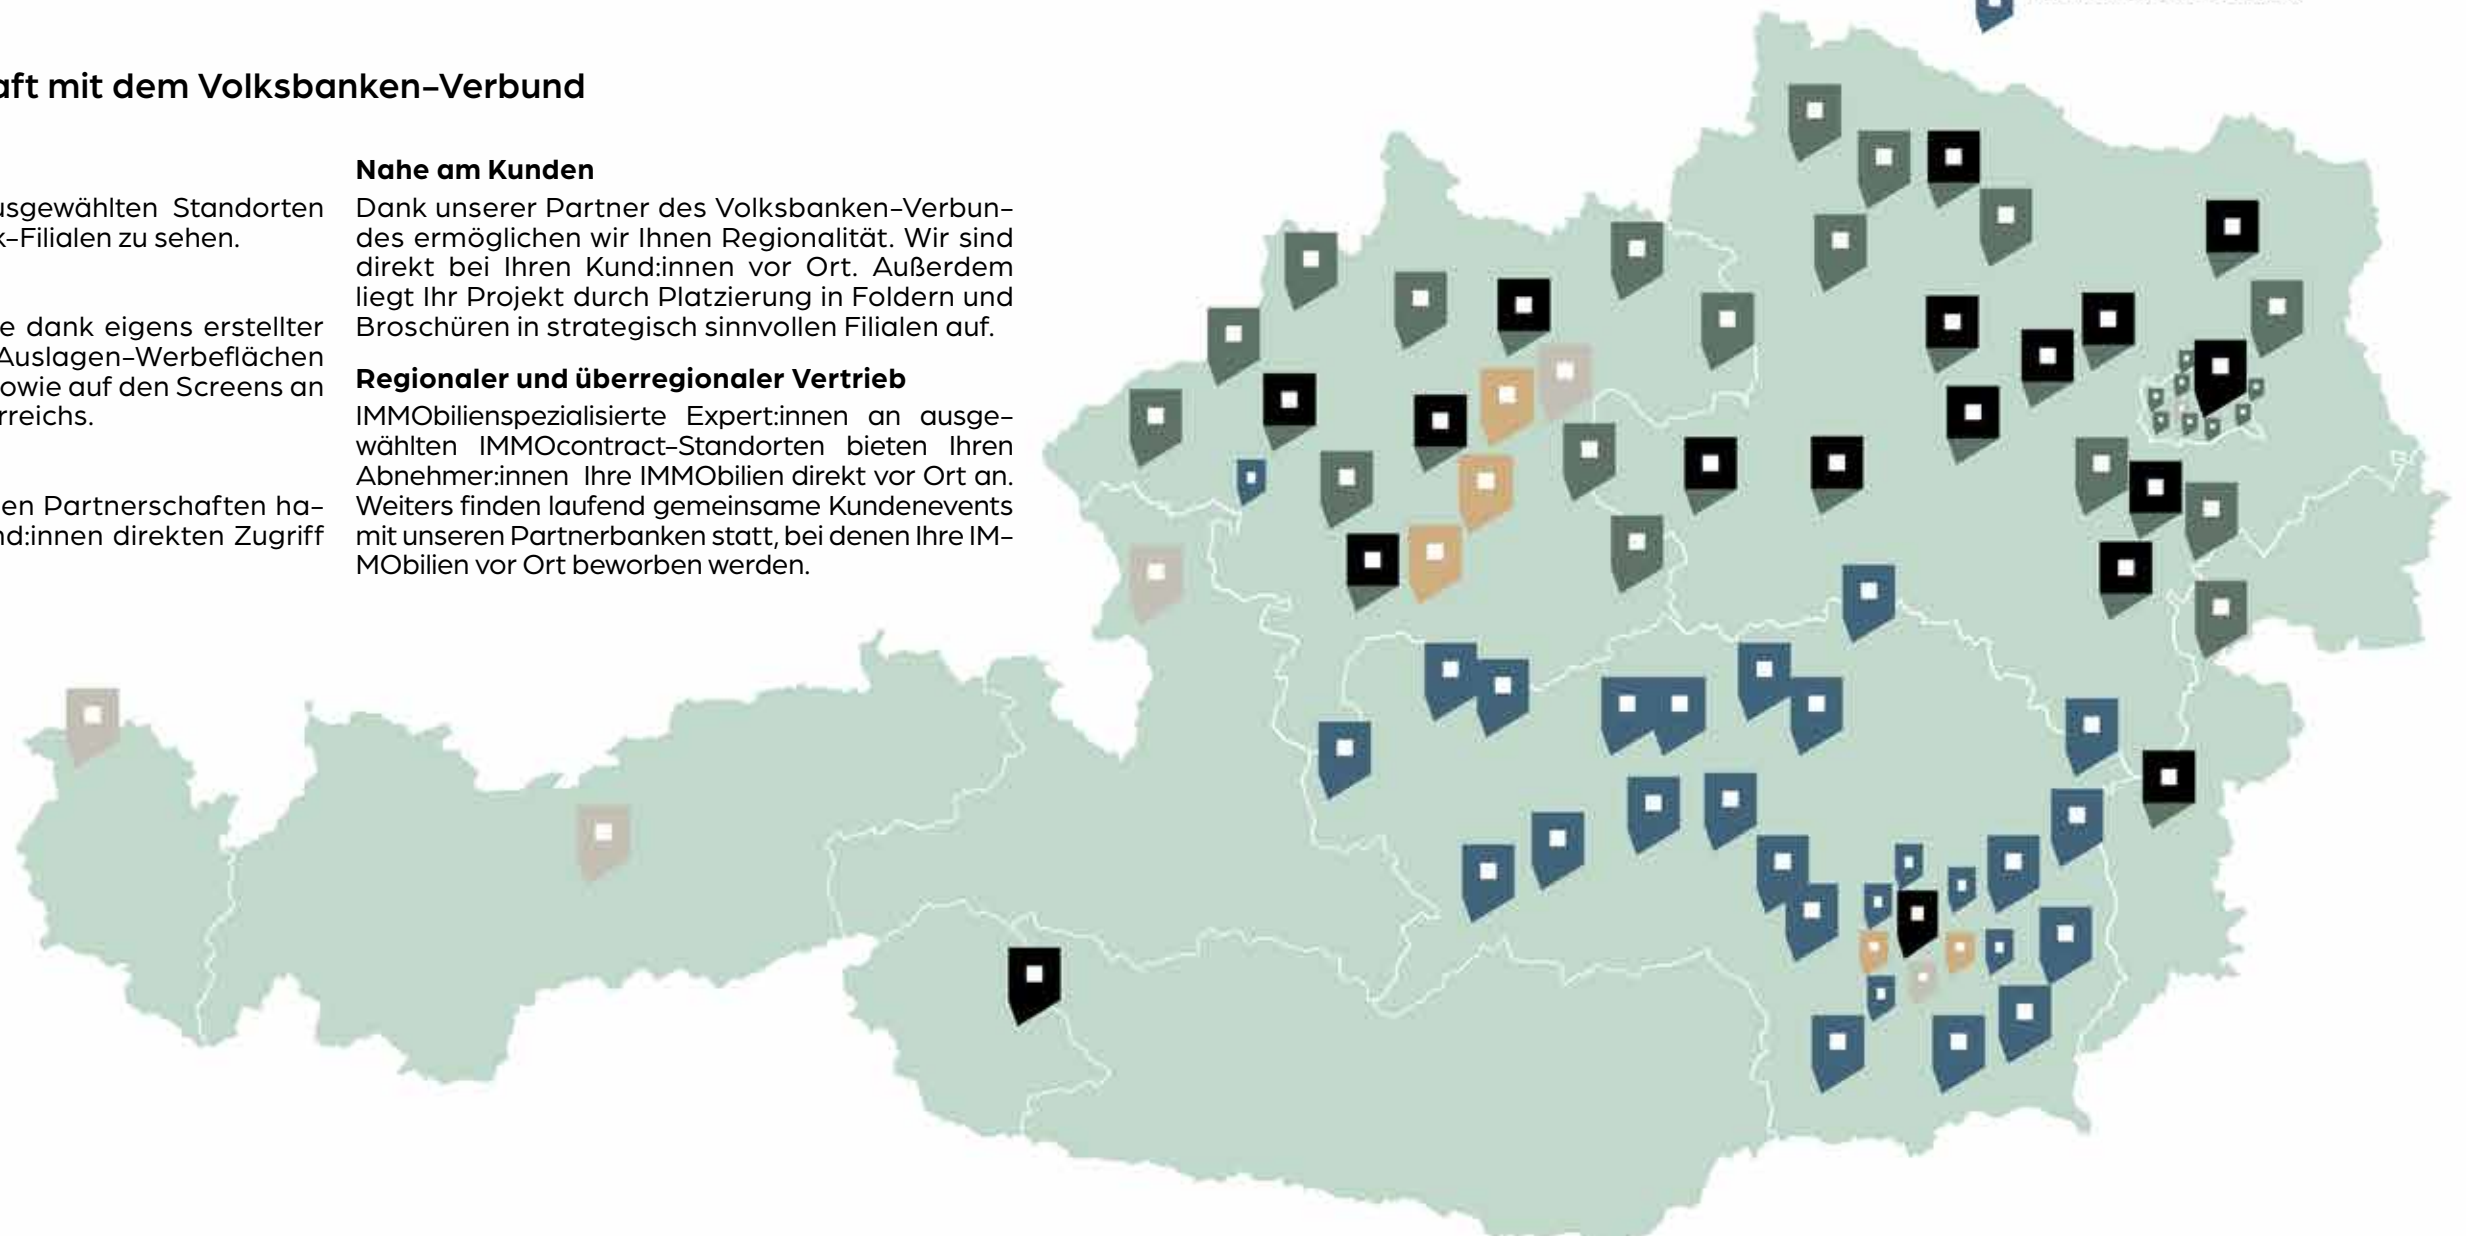 aft mit dem Volksbanken-Verbund
usgewählten Standorten
k-Filialen zu sehen.
e dank eigens erstellter
Auslagen-Werbeflächen
owie auf den Screens an
rreichs.
en Partnerschaften ha-
nd:innen direkten Zugriff
Nahe am Kunden
Dank unserer Partner des Volksbanken-Verbun-
des ermöglichen wir Ihnen Regionalität. Wir sind
direkt bei Ihren Kund:innen vor Ort. Außerdem
liegt Ihr Projekt durch Platzierung in Foldern und
Broschüren in strategisch sinnvollen Filialen auf.
Regionaler und überregionaler Vertrieb
IMMObilienspezialisierte Expert:innen an ausge-
wählten IMMOcontract-Standorten bieten Ihren
Abnehmer:innen Ihre IMMObilien direkt vor Ort an.
Weiters finden laufend gemeinsame Kundenevents
mit unseren Partnerbanken statt, bei denen Ihre IM-
MObilien vor Ort beworben werden.